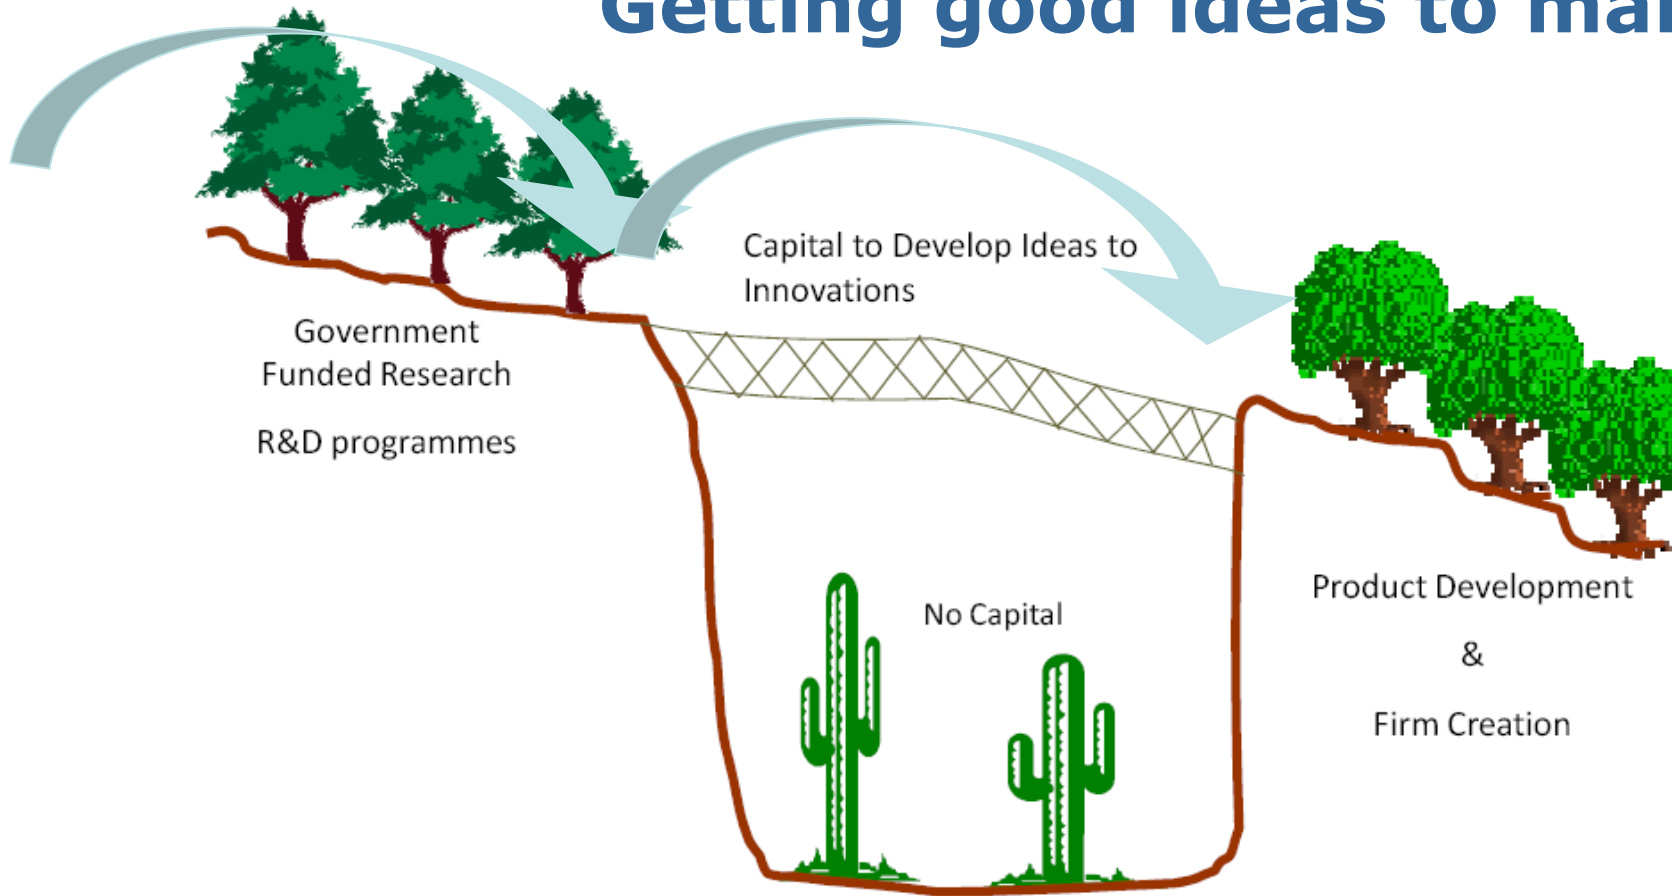 Getting good ideas to mar
Capital to Develop Ideas to
Innovations
Government
Funded Research
R&D programmes
No Capital
Product Development
&
Firm Creation